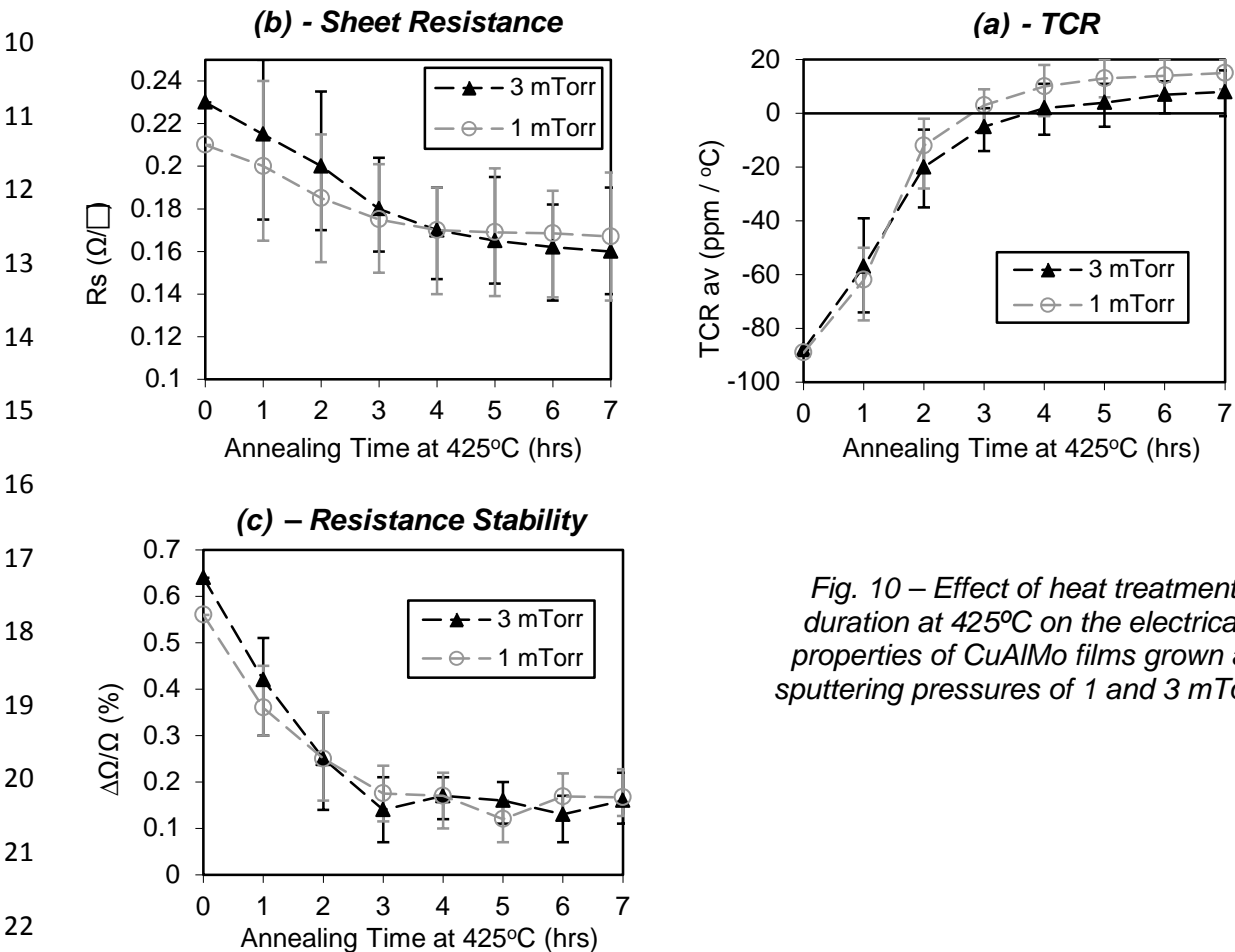 10
11
12
13
14
15
16
17
18
19
20
21
22
(b) - Sheet Resistance
Rs (Ω/□)
0.24
0.22
0.2
0.18
0.16
0.14
0.12
0.1
3 mTorr
1 mTorr
0 1 2 3 4 5 6 7
Annealing Time at 425ºC (hrs)
(a) - TCR
TCR av (ppm / ºC)
20
0
-20
-40
-60
-80
-100
3 mTorr
1 mTorr
0 1 2 3 4 5 6 7
Annealing Time at 425ºC (hrs)
(c) – Resistance Stability
ΔΩ/Ω (%)
0.7
0.6
0.5
0.4
0.3
0.2
0.1
0
3 mTorr
1 mTorr
0 1 2 3 4 5 6 7
Annealing Time at 425ºC (hrs)
Fig. 10 – Effect of heat treatment
duration at 425ºC on the electrica
properties of CuAlMo films grown a
sputtering pressures of 1 and 3 mTo